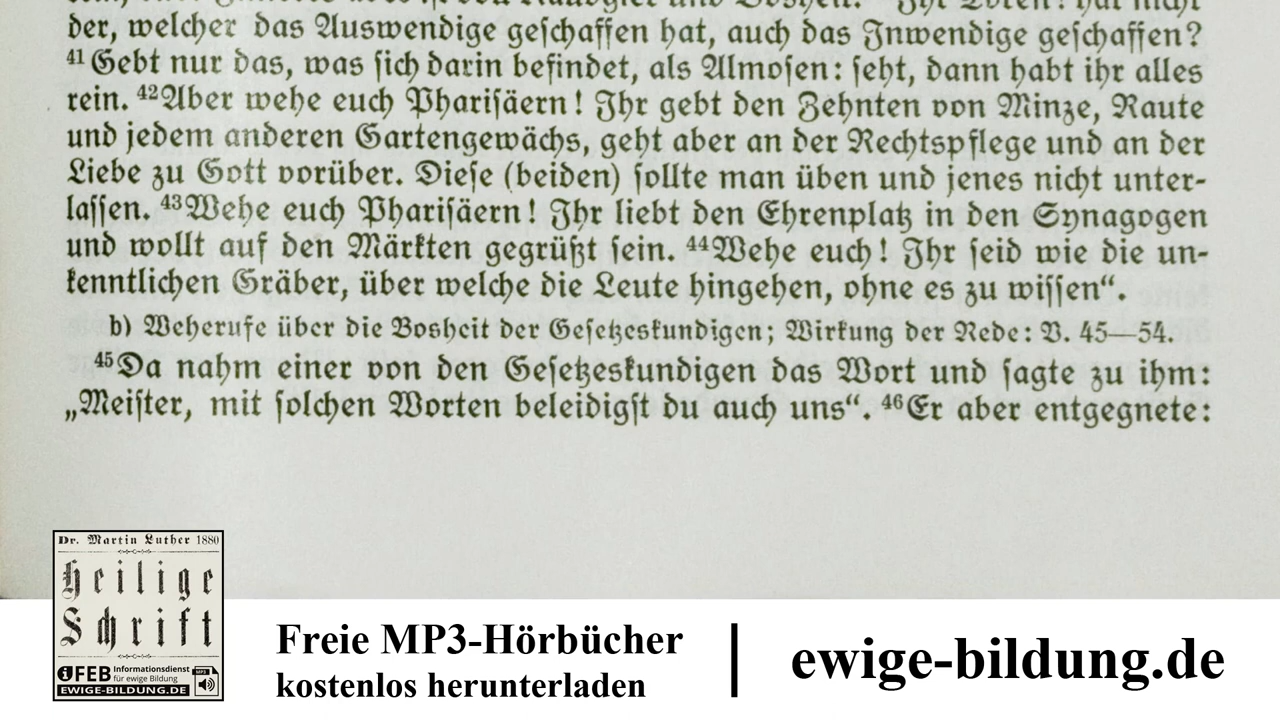 der, welcher das Auswendige geschaffen hat, auch das Inwendige geschaffen?
41 Gebt nur das, was sich darin befindet, als Almosen: seht, dann habt ihr alles
rein. 42 Aber wehe euch Pharisäern! Ihr gebt den Zehnten von Minze, Raute
und jedem anderen Gartengewächs, geht aber an der Rechtspflege und an der
Liebe zu Gott vorüber. Diese (beiden) sollte man üben und jenes nicht unter-
lassen. 43 Wehe euch Pharisäern! Ihr liebt den Ehrenplatz in den Synagogen
und wollt auf den Märkten gegrüßt sein. 44 Wehe euch! Ihr seid wie die un-
kenntlichen Gräber, über welche die Leute hingehen, ohne es zu wissen“.
b) Weherufe über die Bosheit der Gesetzeskundigen; Wirkung der Rede: V. 45—54.
45 Da nahm einer von den Gesetzeskundigen das Wort und sagte zu ihm:
„Meister, mit solchen Worten beleidigst du auch uns“. 46 Er aber entgegnete:
Dr. Martin Luther 1880
Heilige
Schrift
iFEB Informationsdienst
für ewige Bildung
MP3
EWIGE-BILDUNG.DE
Freie MP3-Hörbücher
kostenlos herunterladen
ewige-bildung.de